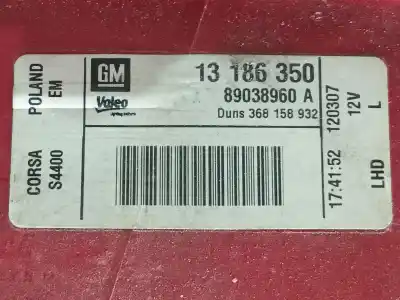 GM
13 186 350
Valeo
89038960 A
Duns 368 158 932
CORSA POLAND
S4400 EM
17:41:52 120307
LHD L 12V